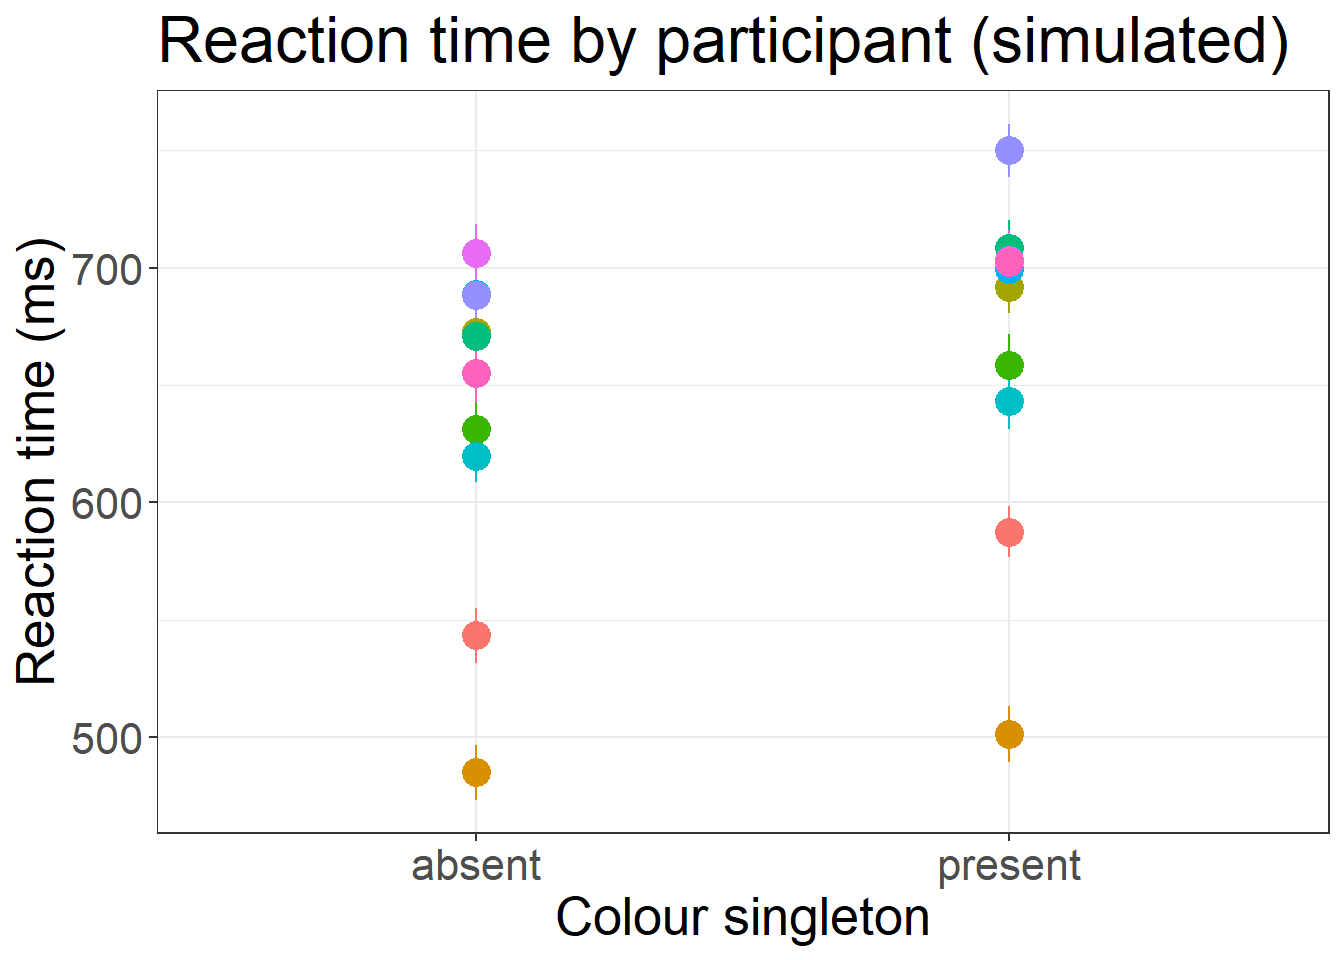 Reaction time by participant (simulated)
Reaction time (ms)
700
600
500
absent present
Colour singleton